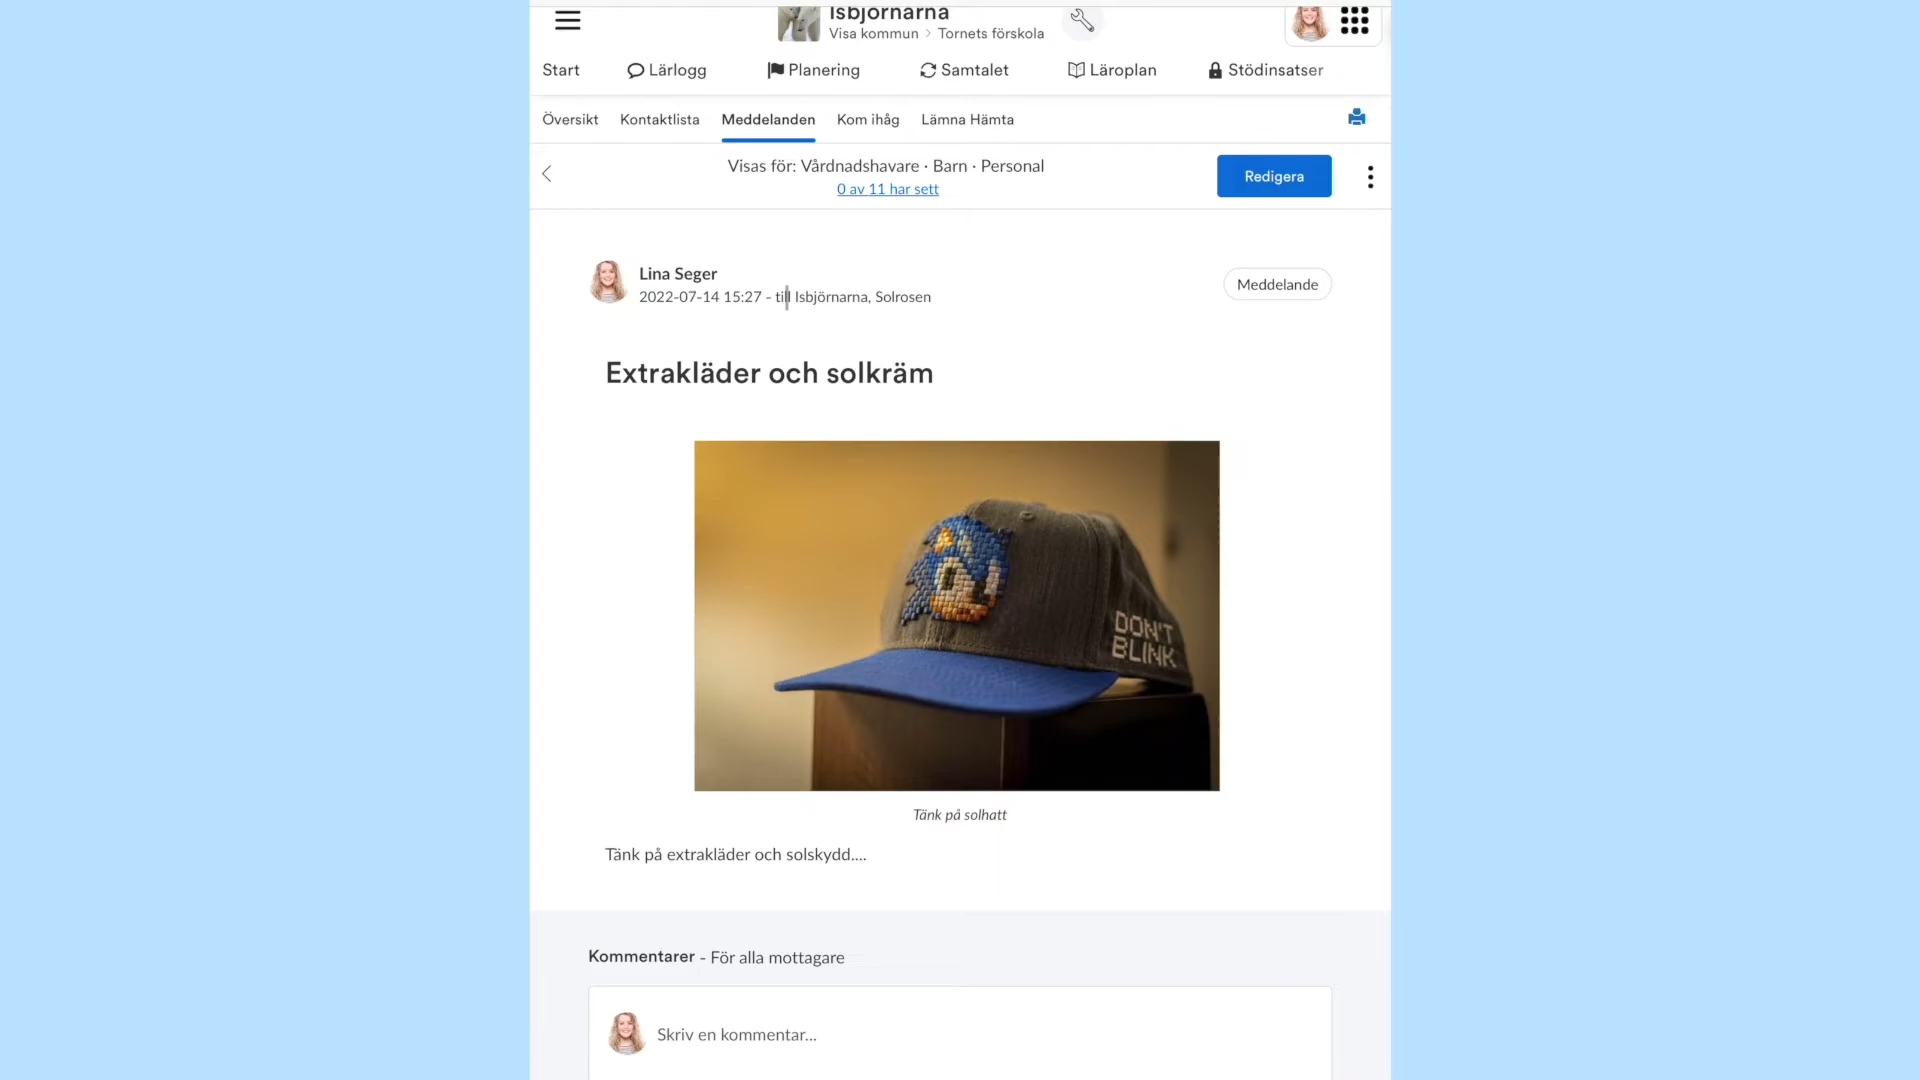 Isbjörnarna
Visa kommun > Tornets förskola
Start Lärlogg Planering Samtalet Läroplan Stödinsatser
Översikt Kontaktlista Meddelanden Kom ihåg Lämna Hämta
Visas för: Vårdnadshavare · Barn · Personal
0 av 11 har sett
Redigera
Lina Seger
2022-07-14 15:27 - till Isbjörnarna, Solrosen
Meddelande
Extrakläder och solkräm
DON'T
BLINK
Tänk på solhatt
Tänk på extrakläder och solskydd....
Kommentarer - För alla mottagare
Skriv en kommentar...